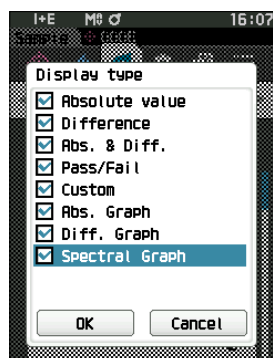 I+E M σ 16:07
Sample
Display type
Absolute value
Difference
Abs. & Diff.
Pass/Fail
Custom
Abs. Graph
Diff. Graph
Spectral Graph
OK Cancel